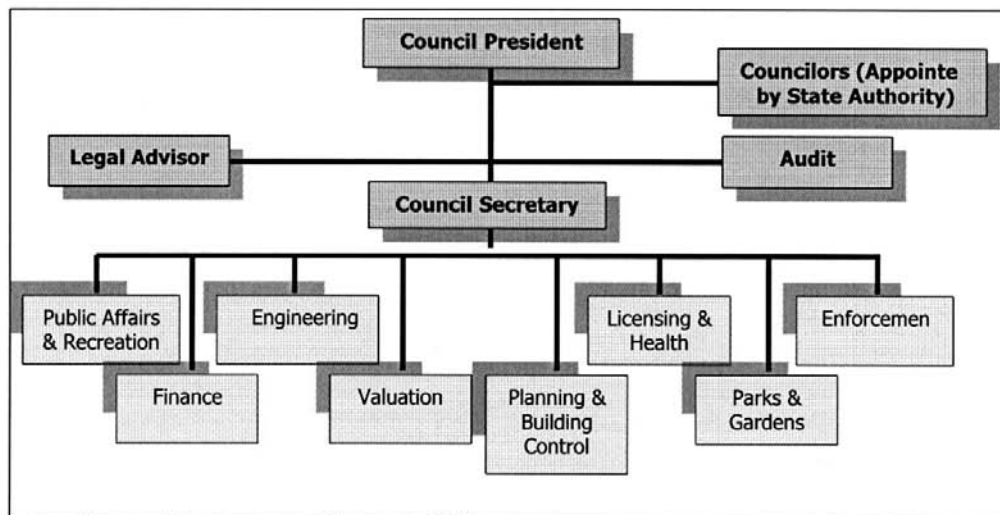 Council President
Councilors (Appointe
by State Authority)
Legal Advisor
Audit
Council Secretary
Public Affairs
& Recreation
Engineering
Licensing &
Health
Enforcemen
Finance
Valuation
Planning &
Building
Control
Parks &
Gardens